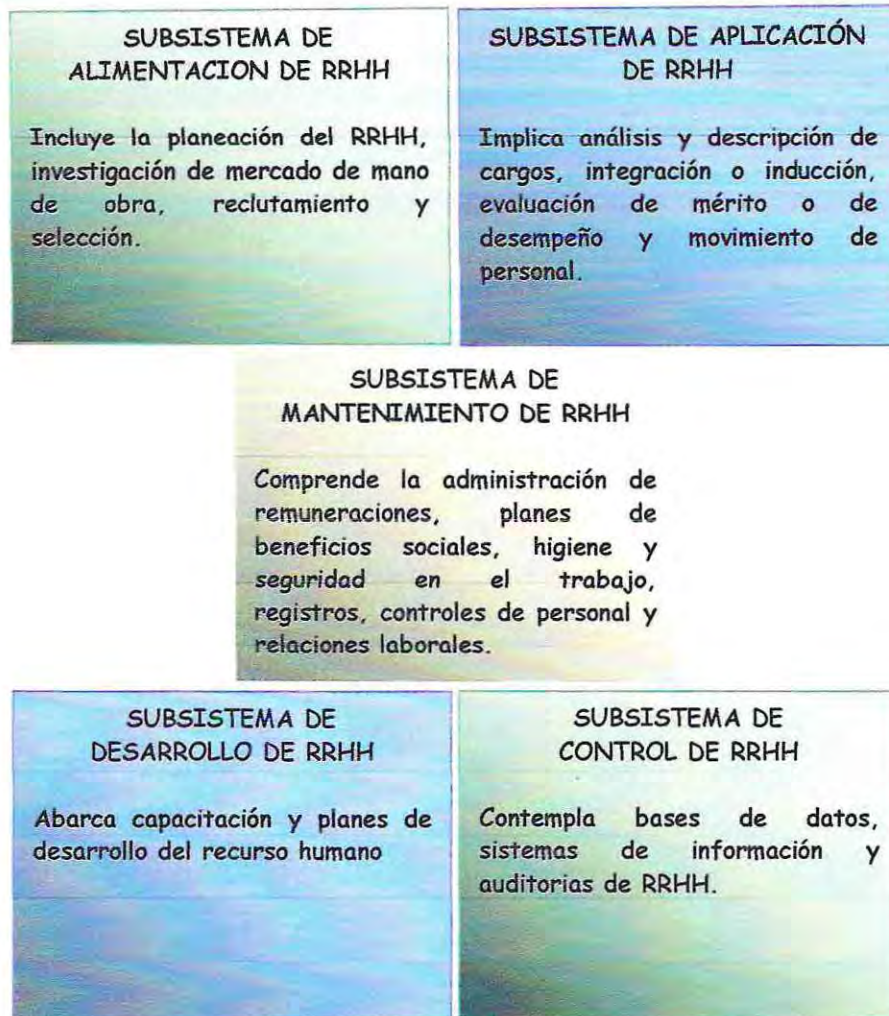 SUBSISTEMA DE
ALIMENTACION DE RRHH
Incluye la planeación del RRHH,
investigación de mercado de mano
de obra, reclutamiento y
selección.
SUBSISTEMA DE APLICACIÓN
DE RRHH
Implica análisis y descripción de
cargos, integración o inducción,
evaluación de mérito o de
desempeño y movimiento de
personal.
SUBSISTEMA DE
MANTENIMIENTO DE RRHH
Comprende la administración de
remuneraciones, planes de
beneficios sociales, higiene y
seguridad en el trabajo,
registros, controles de personal y
relaciones laborales.
SUBSISTEMA DE
DESARROLLO DE RRHH
Abarca capacitación y planes de
desarrollo del recurso humano
SUBSISTEMA DE
CONTROL DE RRHH
Contempla bases de datos,
sistemas de información y
auditorias de RRHH.